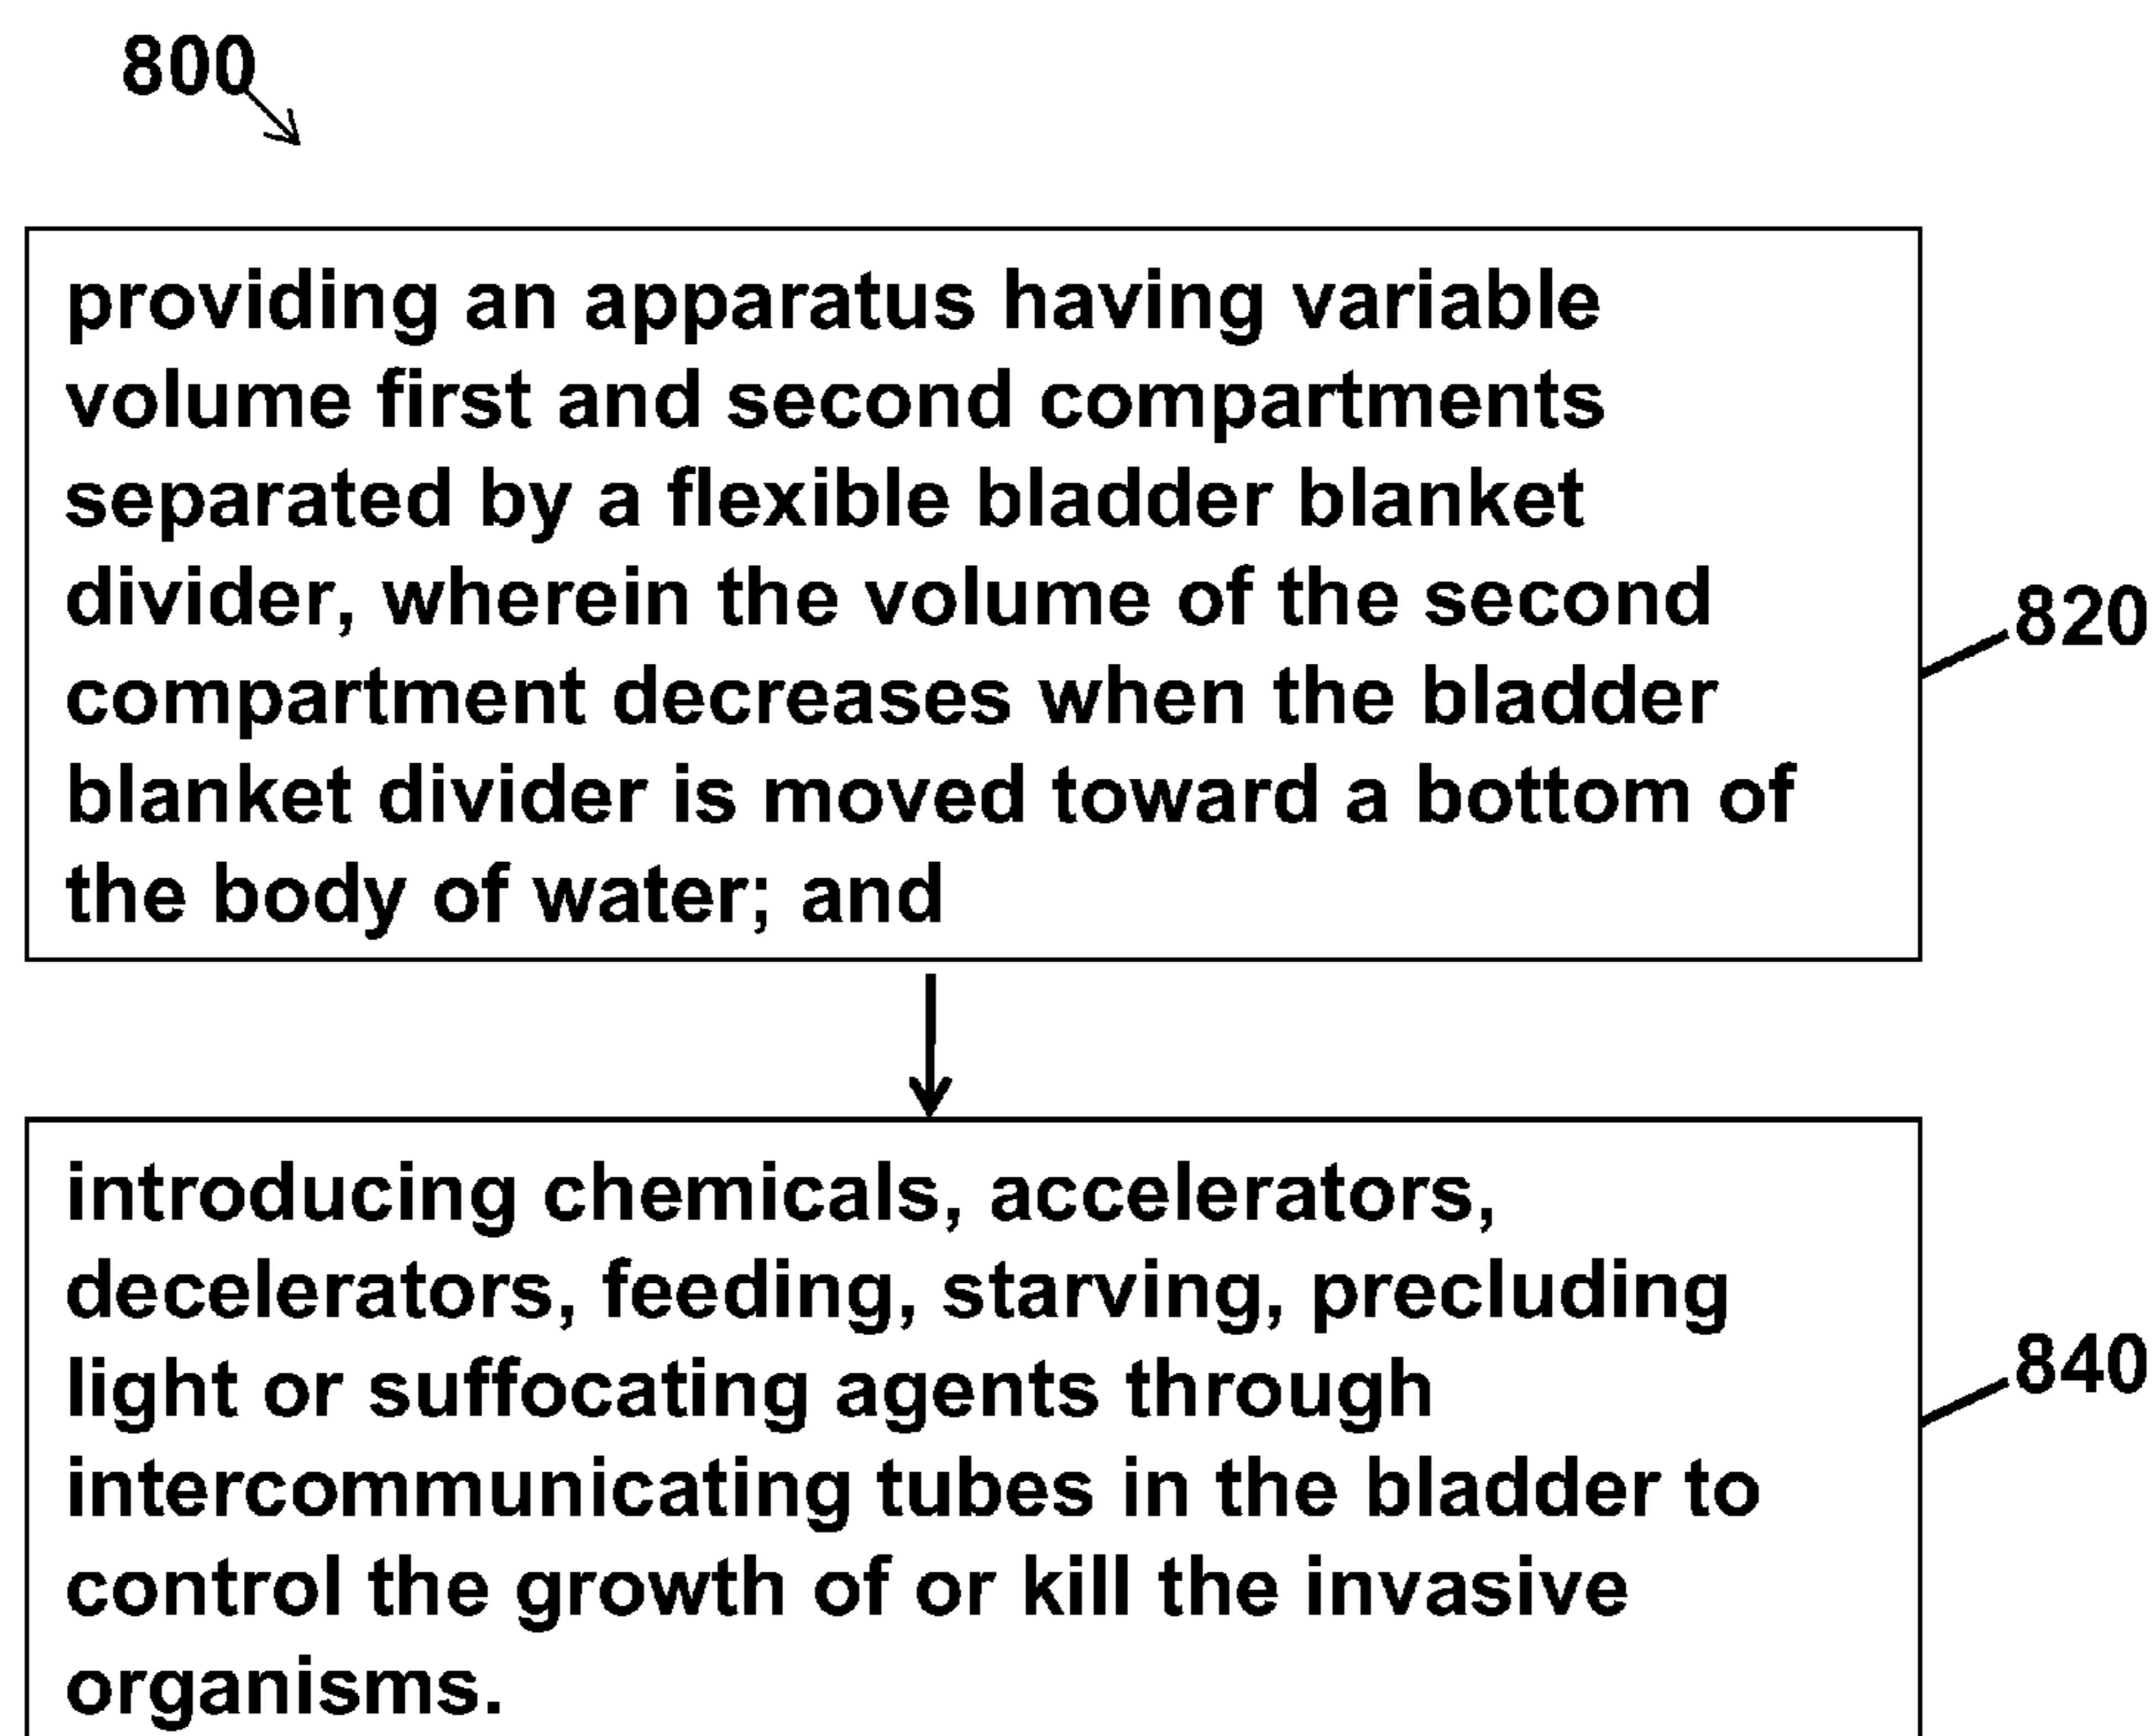 800
providing an apparatus having variable
volume first and second compartments
separated by a flexible bladder blanket
divider, wherein the volume of the second
compartment decreases when the bladder
blanket divider is moved toward a bottom of
the body of water; and
820
introducing chemicals, accelerators,
decelerators, feeding, starving, precluding
light or suffocating agents through
intercommunicating tubes in the bladder to
control the growth of or kill the invasive
organisms.
840